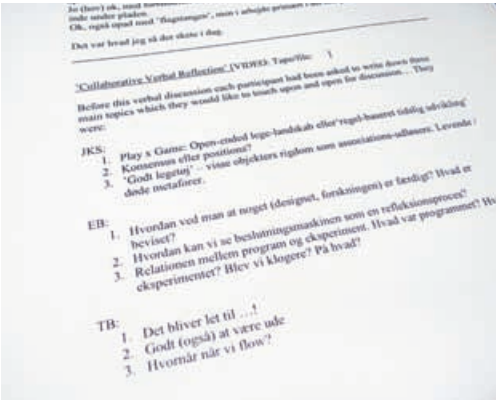 Jo (hov) ok, med
inde under pladen.
Ok, også opad med 'flagstangen', men i arbejde primært i
Det var hvad jeg så der skete i dag.
'Collaborative Verbal Reflection' [VIDEO: Tape/file: 1
Before this verbal discussion each participant had been asked to write down three
main topics which they would like to touch upon and open for discussion... They
were:
JKS:
1. Play x Game: Open-ended lege-landskab eller 'regel-baseret tidslig udvikling'
2. Konsensus eller positions?
3. 'Godt legetøj' – visse objekters rigdom som associations-udløsere. Levende /
døde metaforer.
EB:
1. Hvordan ved man at noget (designet, forskningen) er færdigt? Hvad er
beviset?
2. Hvordan kan vi se beslutningsmaskinen som en refleksionsproces?
3. Relationen mellem program og eksperiment. Hvad var programmet? Hv
eksperimentet? Blev vi klogere? På hvad?
TB:
1. Det bliver let til …!
2. Godt (også) at være ude
3. Hvornår når vi flow?